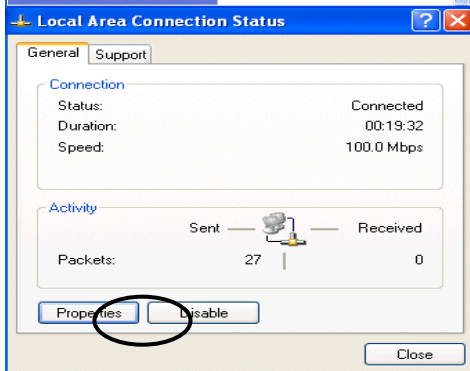 Local Area Connection Status
General Support
Connection
Status: Connected
Duration: 00:19:32
Speed: 100.0 Mbps
Activity
Sent Received
Packets: 27 0
Properties Disable
Close